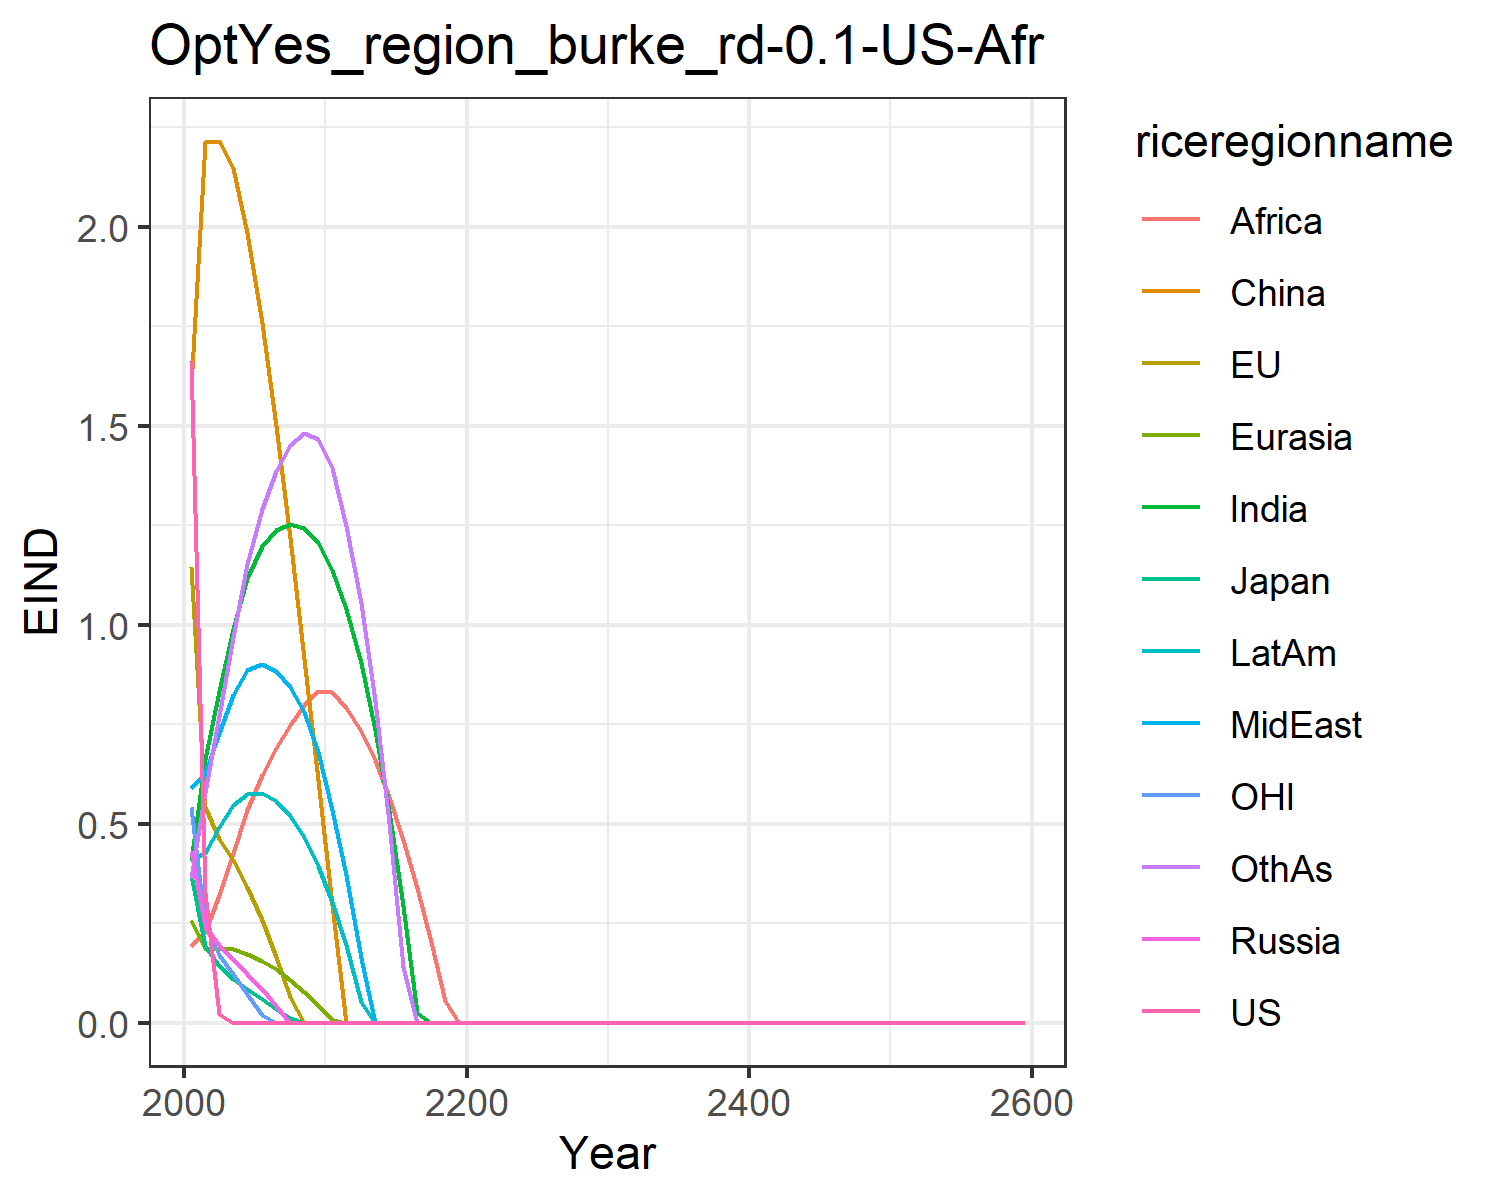 OptYes_region_burke_rd-0.1-US-Afr
EIND
2.0
1.5
1.0
0.5
0.0
2000
2200
2400
2600
Year
riceregionname
Africa
China
EU
Eurasia
India
Japan
LatAm
MidEast
OHI
OthAs
Russia
US